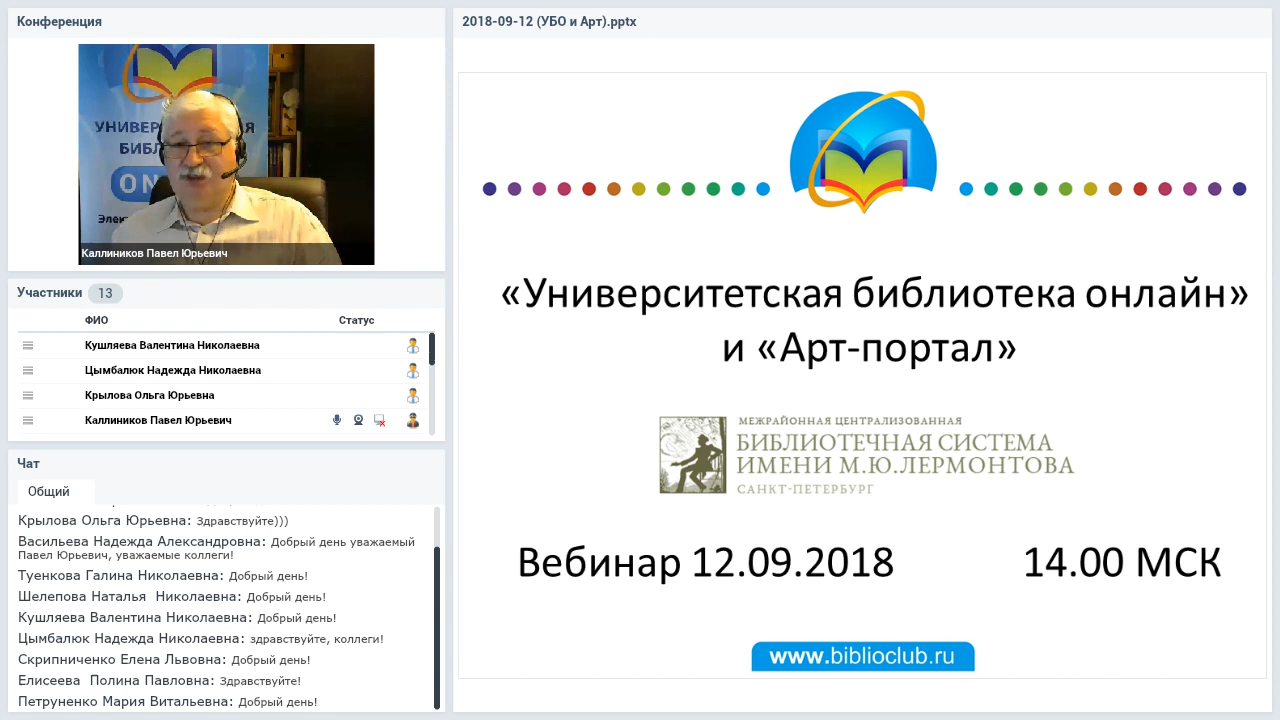 Конференция
УНИВЕР
АЯ
БИБЛ
ON
Элек
Каллиников Павел Юрьевич
Участники 13
ФИО Статус
Кушляева Валентина Николаевна
Цымбалюк Надежда Николаевна
Крылова Ольга Юрьевна
Каллиников Павел Юрьевич
Чат
Общий
Крылова Ольга Юрьевна: Здравствуйте)))
Васильева Надежда Александровна: Добрый день уважаемый
Павел Юрьевич, уважаемые коллеги!
Туенкова Галина Николаевна: Добрый день!
Шелепова Наталья  Николаевна: Добрый день!
Кушляева Валентина Николаевна: Добрый день!
Цымбалюк Надежда Николаевна: здравствуйте, коллеги!
Скрипниченко Елена Львовна: Добрый день!
Елисеева  Полина Павловна: Здравствуйте!
Петруненко Мария Витальевна: Добрый день!
2018-09-12 (УБО и Арт).pptx
«Университетская библиотека онлайн»
и «Арт-портал»
МЕЖРАЙОННАЯ ЦЕНТРАЛИЗОВАННАЯ
БИБЛИОТЕЧНАЯ СИСТЕМА
ИМЕНИ М.Ю.ЛЕРМОНТОВА
САНКТ-ПЕТЕРБУРГ
Вебинар 12.09.2018 14.00 МСК
www.biblioclub.ru